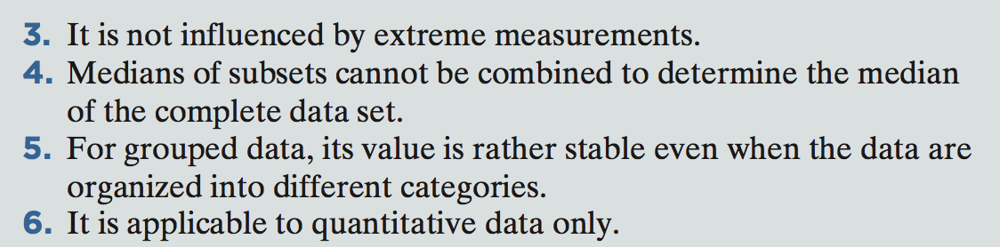 3. It is not influenced by extreme measurements.
4. Medians of subsets cannot be combined to determine the median
of the complete data set.
5. For grouped data, its value is rather stable even when the data are
organized into different categories.
6. It is applicable to quantitative data only.